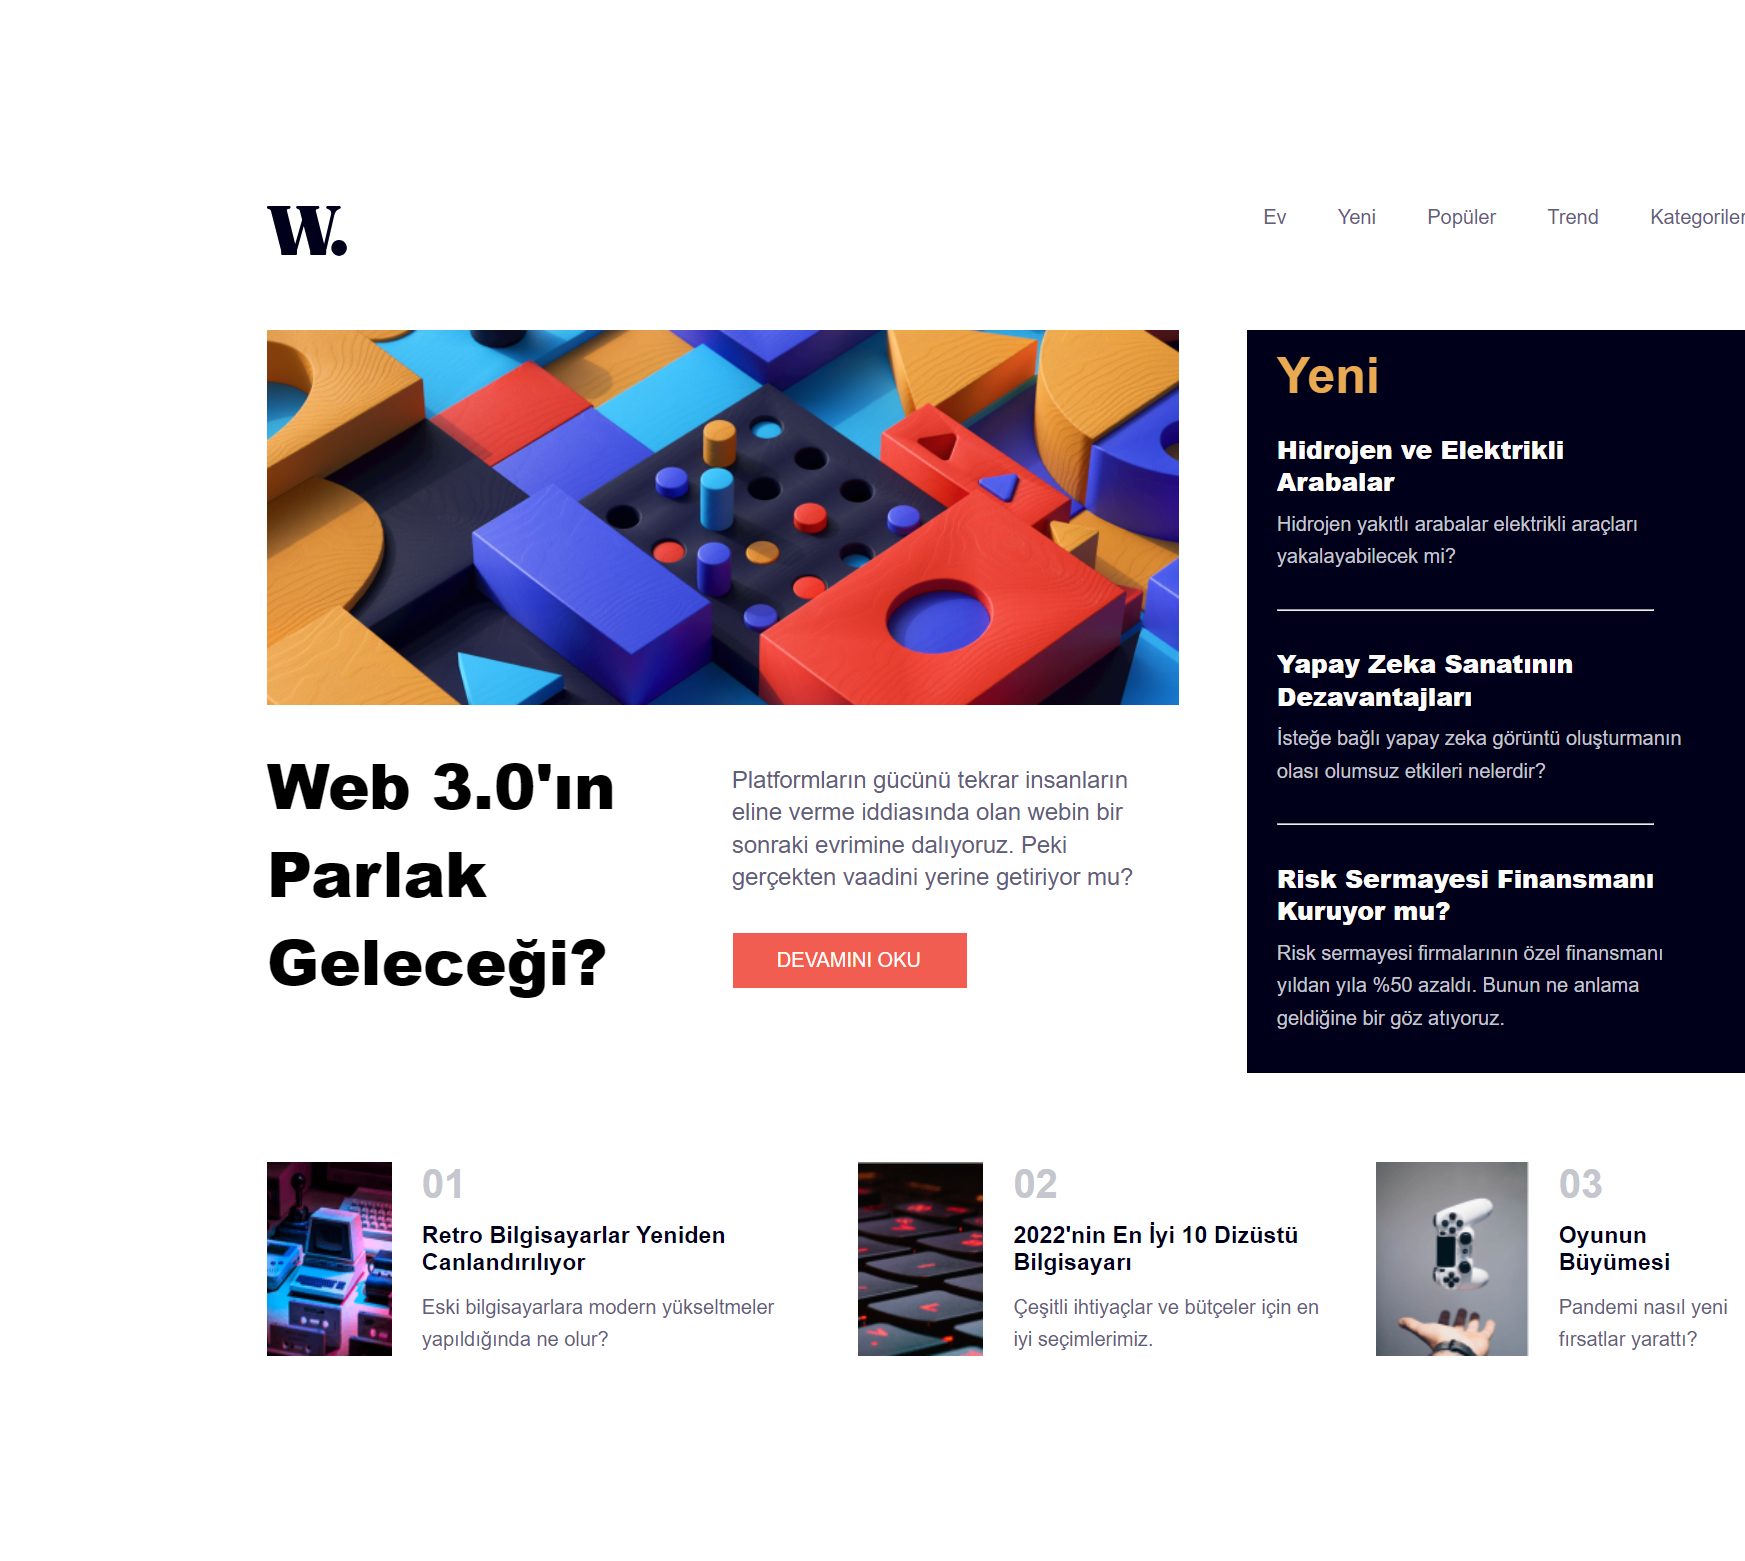 W.
Ev
Yeni
Popüler
Trend
Kategoriler
Yeni
Hidrojen ve Elektrikli
Arabalar
Hidrojen yakıtlı arabalar elektrikli araçları
yakalayabilecek mi?
Yapay Zeka Sanatının
Dezavantajları
İsteğe bağlı yapay zeka görüntü oluşturmanın
olası olumsuz etkileri nelerdir?
Risk Sermayesi Finansmanı
Kuruyor mu?
Risk sermayesi firmalarının özel finansmanı
yıldan yıla %50 azaldı. Bunun ne anlama
geldiğine bir göz atıyoruz.
Web 3.0'ın
Parlak
Geleceği?
Platformların gücünü tekrar insanların
eline verme iddiasında olan webin bir
sonraki evrimine dalıyoruz. Peki
gerçekten vaadini yerine getiriyor mu?
DEVAMINI OKU
01
Retro Bilgisayarlar Yeniden
Canlandırılıyor
Eski bilgisayarlara modern yükseltmeler
yapıldığında ne olur?
02
2022'nin En İyi 10 Dizüstü
Bilgisayarı
Çeşitli ihtiyaçlar ve bütçeler için en
iyi seçimlerimiz.
03
Oyunun
Büyümesi
Pandemi nasıl yeni
fırsatlar yarattı?